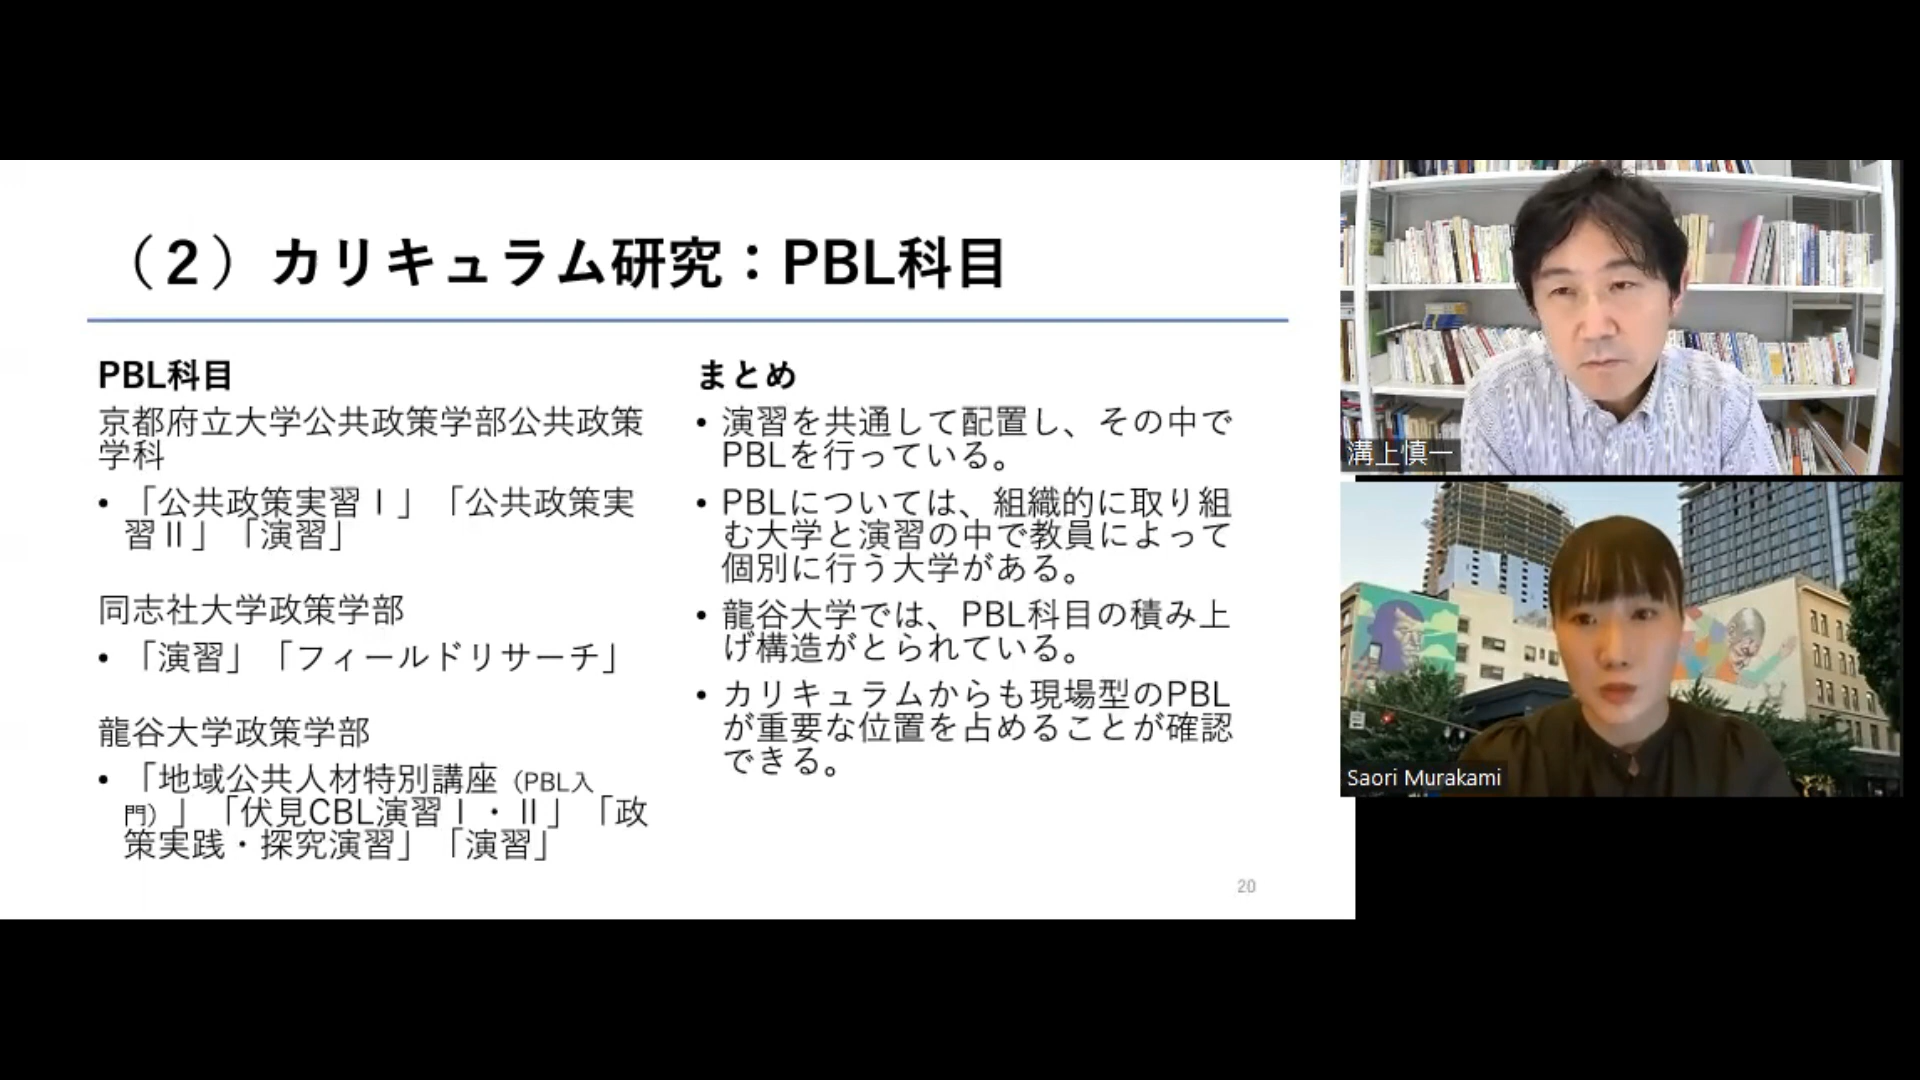 （２）カリキュラム研究：PBL科目
PBL科目
京都府立大学公共政策学部公共政策
学科
• 「公共政策実習Ⅰ」「公共政策実
習Ⅱ」「演習」
同志社大学政策学部
• 「演習」「フィールドリサーチ」
龍谷大学政策学部
• 「地域公共人材特別講座（PBL入
門）」「伏見CBL演習Ⅰ・Ⅱ」「政
策実践・探究演習」「演習」
まとめ
• 演習を共通して配置し、その中で
PBLを行っている。
• PBLについては、組織的に取り組
む大学と演習の中で教員によって
個別に行う大学がある。
• 龍谷大学では、PBL科目の積み上
げ構造がとられている。
• カリキュラムからも現場型のPBL
が重要な位置を占めることが確認
できる。
20
溝上慎一
Saori Murakami